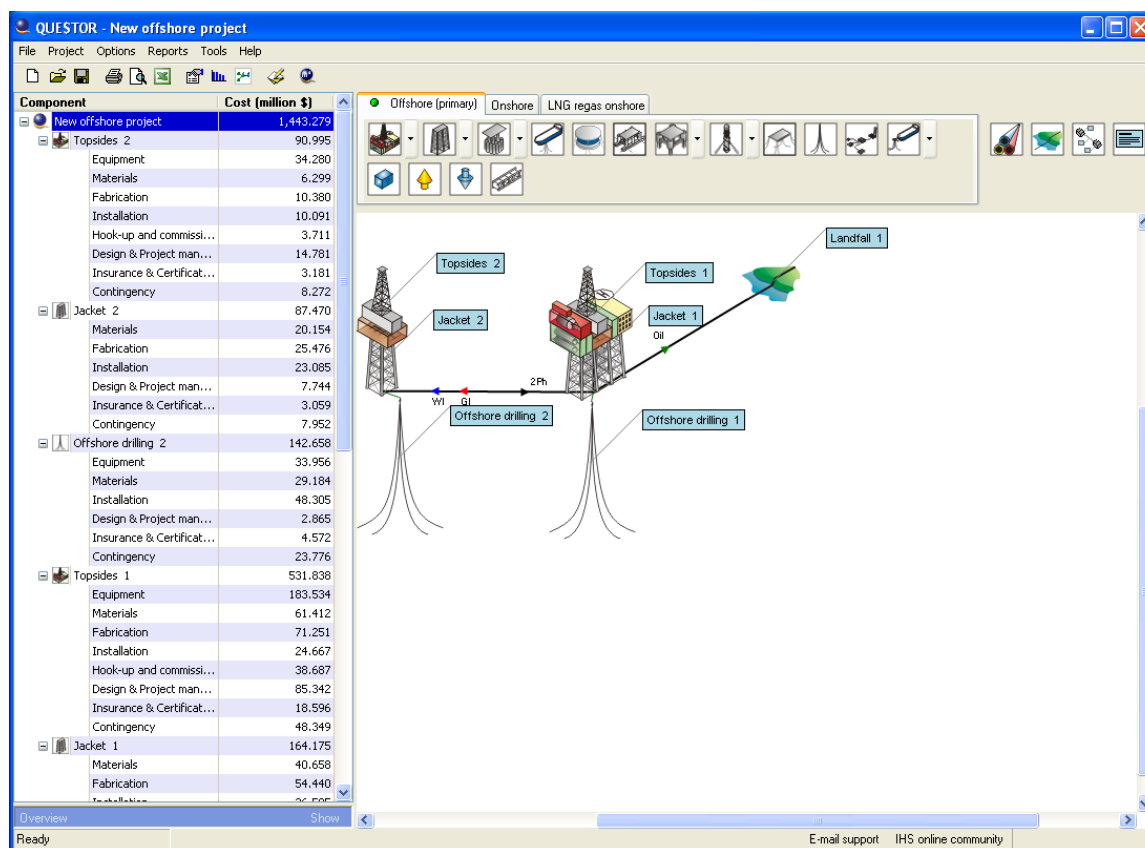 QUE$TOR - New offshore project
File Project Options Reports Tools Help
Component Cost (million $)
New offshore project 1,443.279
Topsides 2 90.995
Equipment 34.280
Materials 6.299
Fabrication 10.380
Installation 10.091
Hook-up and commissi... 3.711
Design & Project man... 14.781
Insurance & Certificat... 3.181
Contingency 8.272
Jacket 2 87.470
Materials 20.154
Fabrication 25.476
Installation 23.085
Design & Project man... 7.744
Insurance & Certificat... 3.059
Contingency 7.952
Offshore drilling 2 142.658
Equipment 33.956
Materials 29.184
Installation 48.305
Design & Project man... 2.865
Insurance & Certificat... 4.572
Contingency 23.776
Topsides 1 531.838
Equipment 183.534
Materials 61.412
Fabrication 71.251
Installation 24.667
Hook-up and commissi... 38.687
Design & Project man... 85.342
Insurance & Certificat... 18.596
Contingency 48.349
Jacket 1 164.175
Materials 40.658
Fabrication 54.440
Overview Show
Ready
Offshore (primary) Onshore LNG regas onshore
Landfall 1
Topsides 2
Topsides 1
Jacket 2
Jacket 1
Oil
2Ph
WI GI
Offshore drilling 2
Offshore drilling 1
E-mail support IHS online community